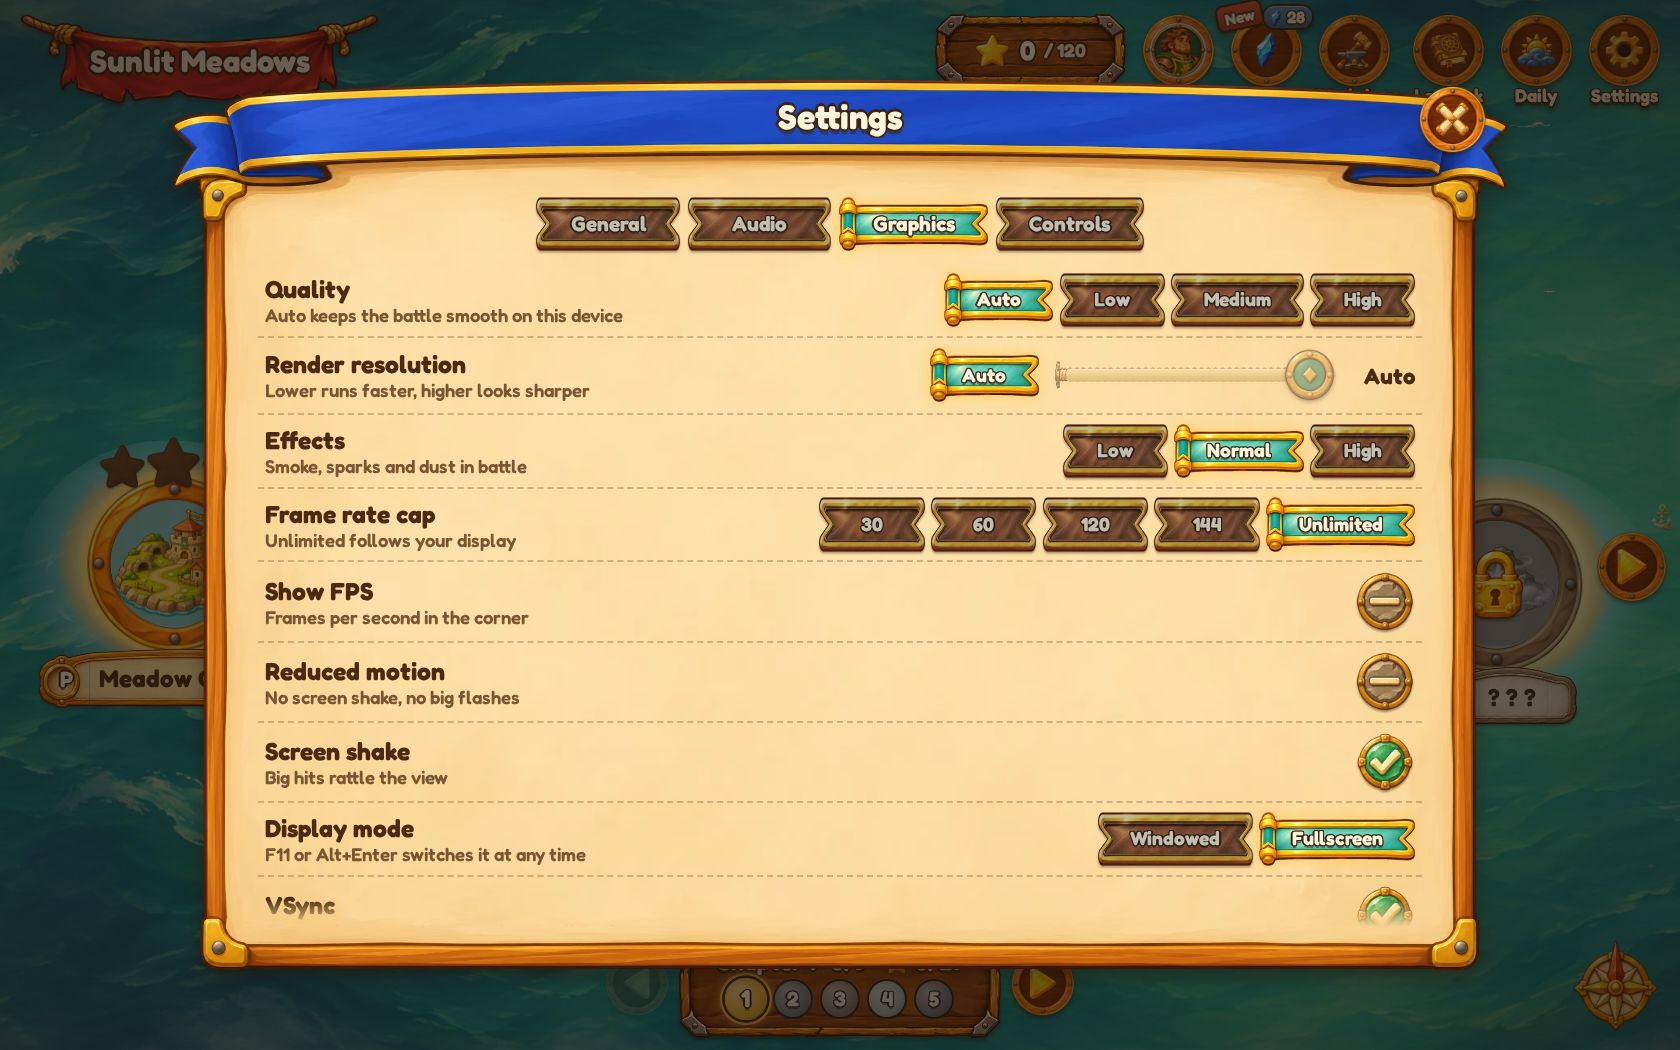 Sunlit Meadows
0 / 120
New
28
Daily
Settings
Settings
General
Audio
Graphics
Controls
Quality
Auto keeps the battle smooth on this device
Auto
Low
Medium
High
Render resolution
Lower runs faster, higher looks sharper
Auto
Auto
Effects
Smoke, sparks and dust in battle
Low
Normal
High
Frame rate cap
Unlimited follows your display
30
60
120
144
Unlimited
Show FPS
Frames per second in the corner
Reduced motion
No screen shake, no big flashes
Screen shake
Big hits rattle the view
Display mode
F11 or Alt+Enter switches it at any time
Windowed
Fullscreen
VSync
P
Meadow
? ? ?
1
2
3
4
5